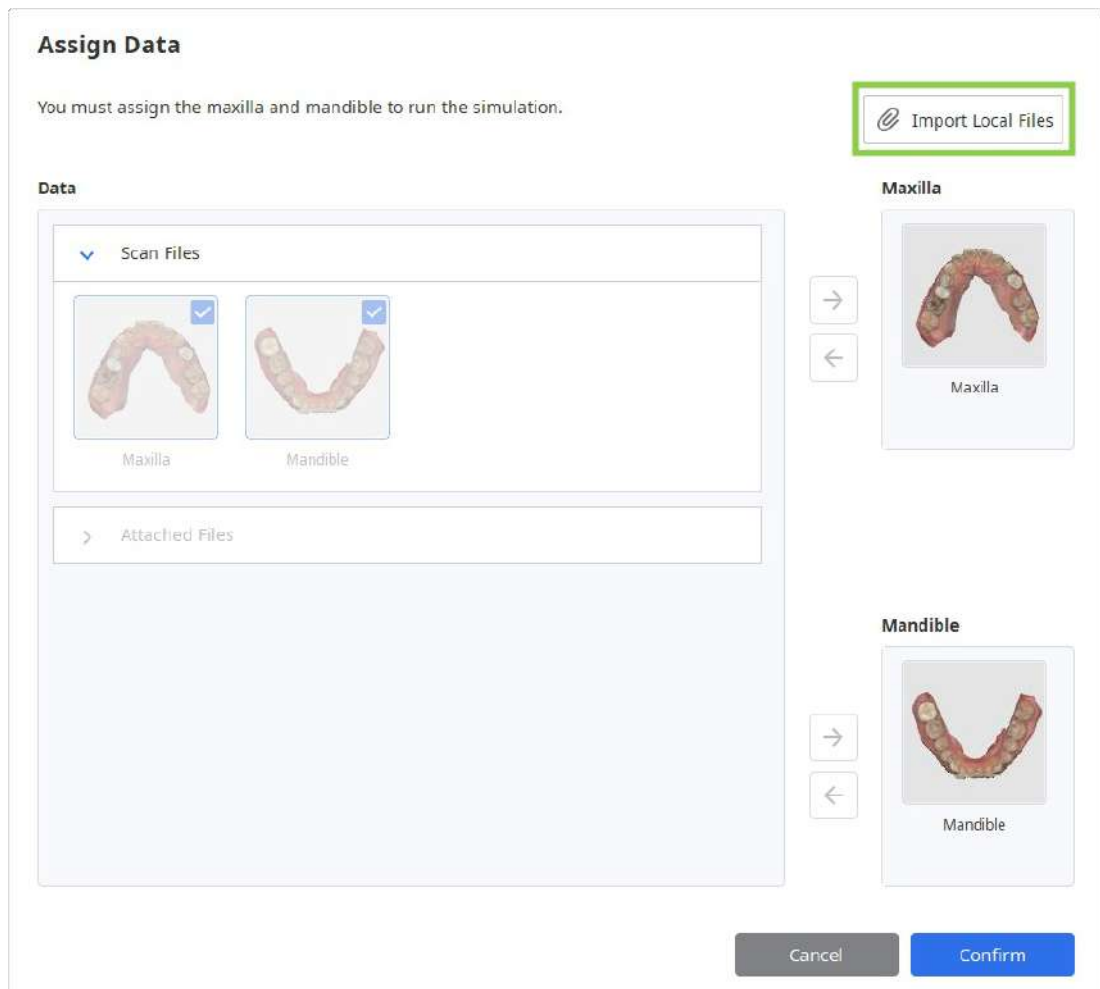 Assign Data
You must assign the maxilla and mandible to run the simulation.
Import Local Files
Data
Maxilla
Scan Files
Maxilla
Mandible
Maxilla
Attached Files
Mandible
Mandible
Cancel
Confirm